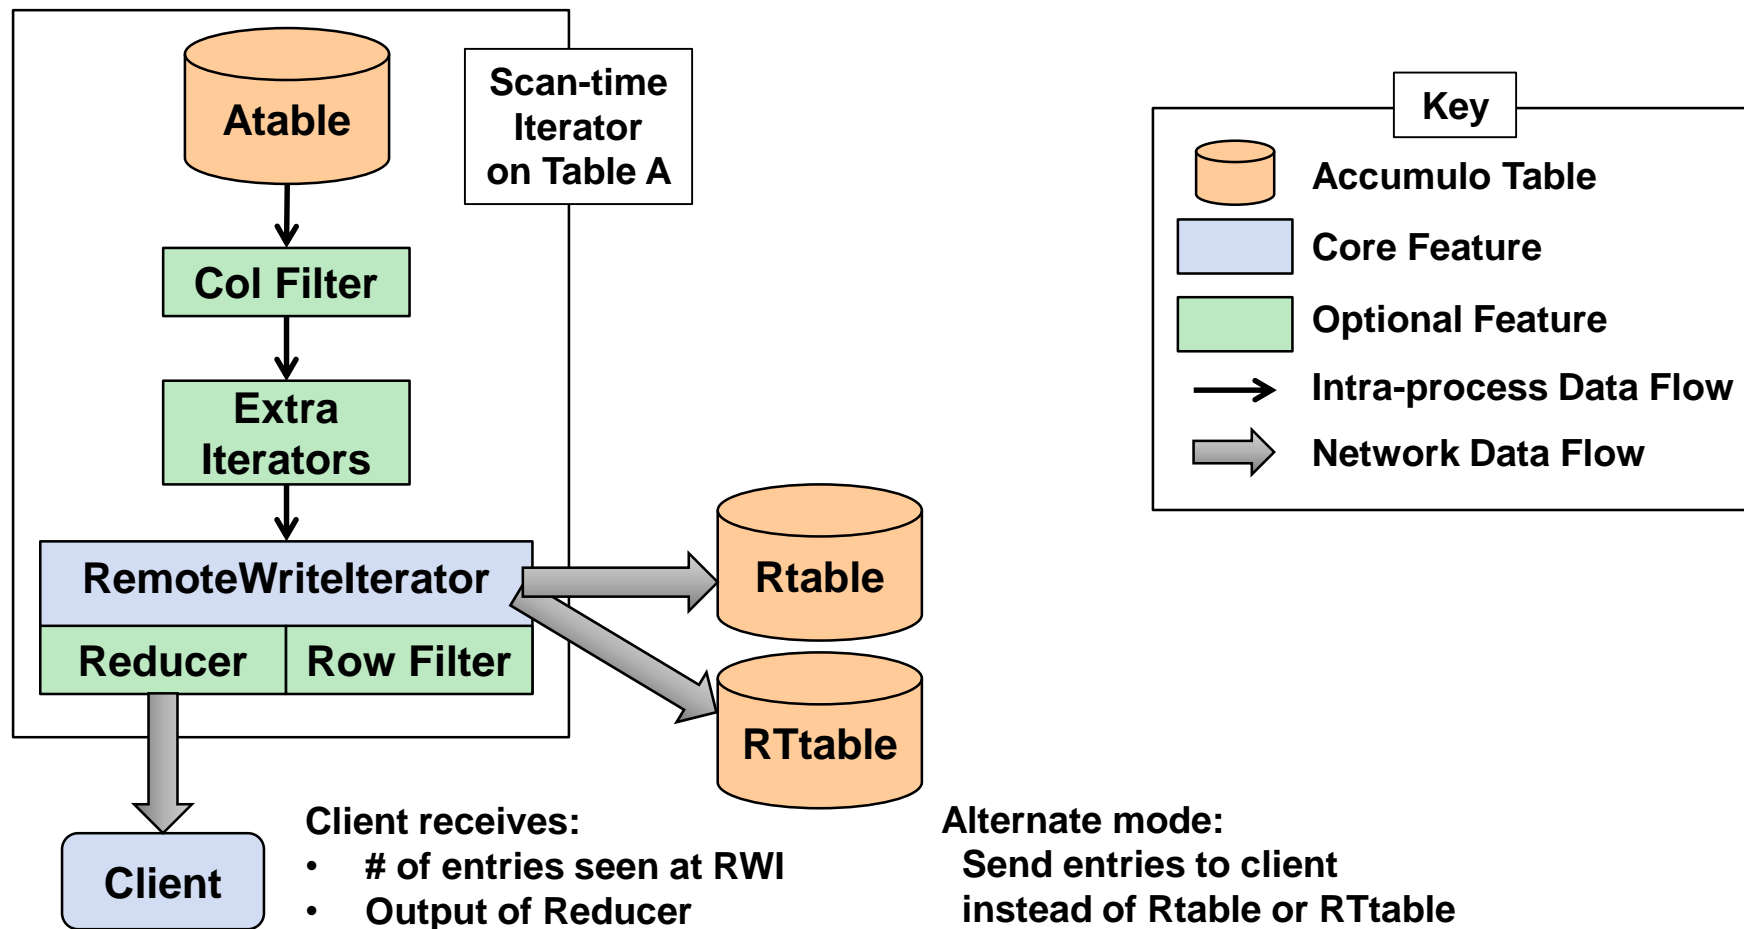 Atable
Scan-time
Iterator
on Table A
Col Filter
Extra
Iterators
RemoteWriteIterator
Reducer
Row Filter
Rtable
RTtable
Client
Client receives:
• # of entries seen at RWI
• Output of Reducer
Alternate mode:
Send entries to client
instead of Rtable or RTtable
Key
Accumulo Table
Core Feature
Optional Feature
Intra-process Data Flow
Network Data Flow